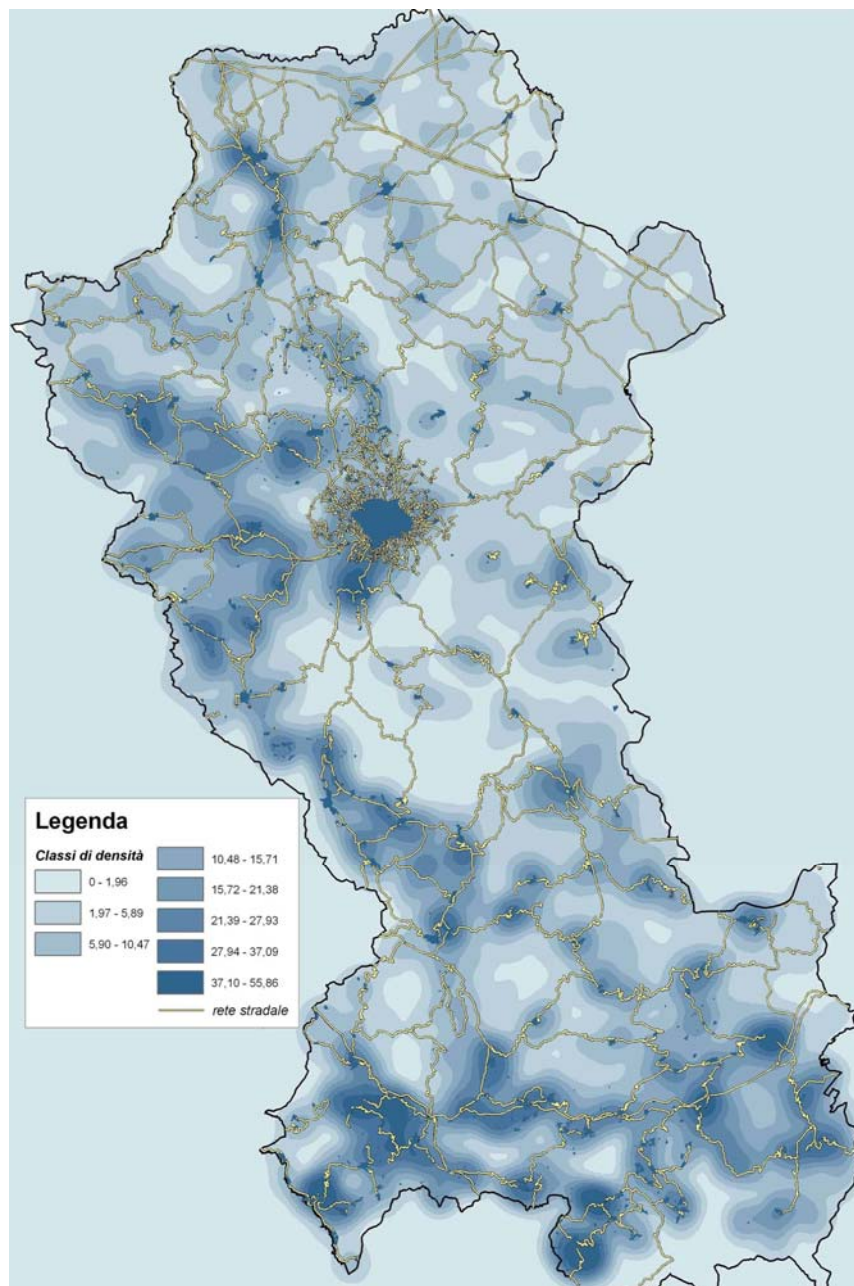 Legenda
Classi di densità
0 - 1,96
1,97 - 5,89
5,90 - 10,47
10,48 - 15,71
15,72 - 21,38
21,39 - 27,93
27,94 - 37,09
37,10 - 55,86
rete stradale